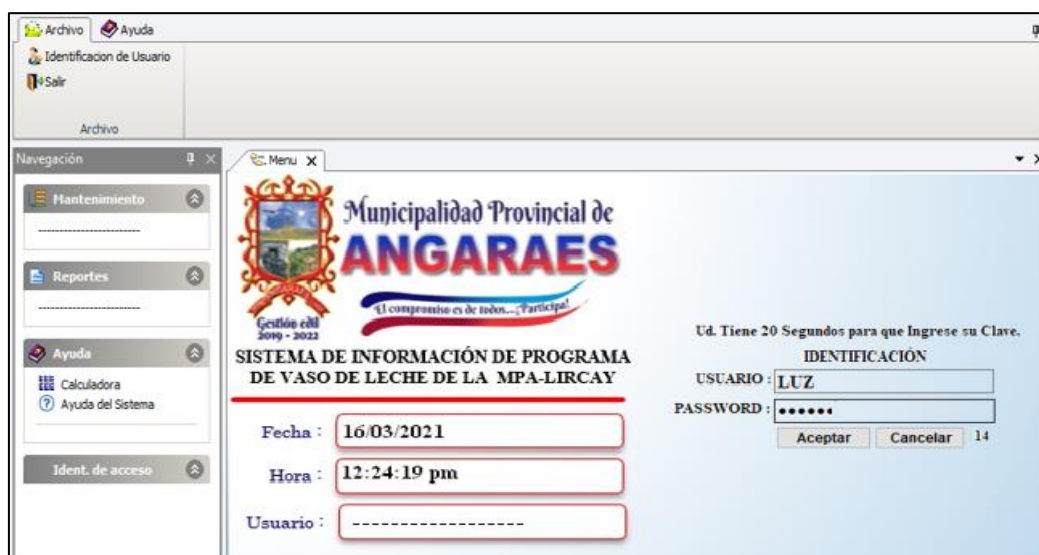 Archivo Ayuda
Identificacion de Usuario
Salir
Archivo
Navegación
Mantenimiento
------------------------
Reportes
------------------------
Ayuda
Calculadora
Ayuda del Sistema
Ident. de acceso
Menu X
Municipalidad Provincial de
ANGARAES
El compromiso es de todos...¡Participa!
Gestión edil
2019 - 2022
SISTEMA DE INFORMACIÓN DE PROGRAMA
DE VASO DE LECHE DE LA MPA-LIRCAY
Fecha : 16/03/2021
Hora : 12:24:19 pm
Usuario : ------------------
Ud. Tiene 20 Segundos para que Ingrese su Clave.
IDENTIFICACIÓN
USUARIO : LUZ
PASSWORD : ••••••
Aceptar Cancelar 14